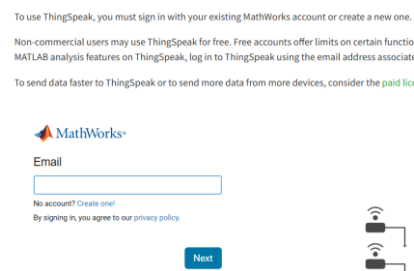 To use ThingSpeak, you must sign in with your existing MathWorks account or create a new one.
Non-commercial users may use ThingSpeak for free. Free accounts offer limits on certain
MATLAB analysis features on ThingSpeak, log in to ThingSpeak using the email address
To send data faster to ThingSpeak or to send more data from more devices, consider the paid
MathWorks®
Email
No account? Create one!
By signing in, you agree to our privacy policy.
Next